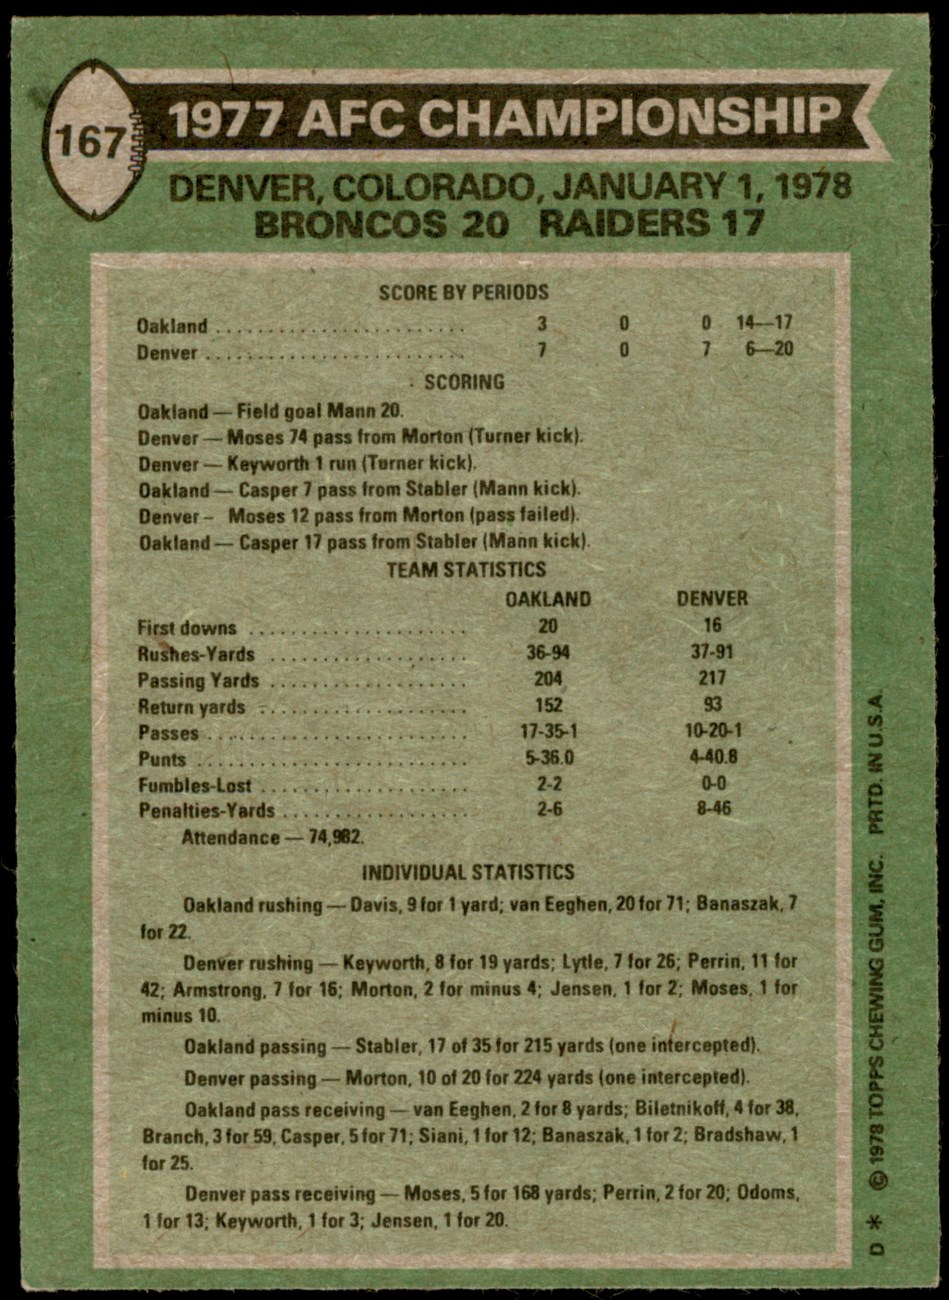 167
1977 AFC CHAMPIONSHIP
DENVER, COLORADO, JANUARY 1, 1978
BRONCOS 20 RAIDERS 17
SCORE BY PERIODS
Oakland ........................ 3 0 0 14—17
Denver ......................... 7 0 7 6—20
SCORING
Oakland — Field goal Mann 20.
Denver — Moses 74 pass from Morton (Turner kick).
Denver — Keyworth 1 run (Turner kick).
Oakland — Casper 7 pass from Stabler (Mann kick).
Denver – Moses 12 pass from Morton (pass failed).
Oakland — Casper 17 pass from Stabler (Mann kick).
TEAM STATISTICS
OAKLAND DENVER
First downs ..................... 20 16
Rushes-Yards ................... 36-94 37-91
Passing Yards ................... 204 217
Return yards .................... 152 93
Passes ......................... 17-35-1 10-20-1
Punts .......................... 5-36.0 4-40.8
Fumbles-Lost .................... 2-2 0-0
Penalties-Yards .................. 2-6 8-46
Attendance — 74,982.
INDIVIDUAL STATISTICS
Oakland rushing — Davis, 9 for 1 yard; van Eeghen, 20 for 71; Banaszak, 7
for 22.
Denver rushing — Keyworth, 8 for 19 yards; Lytle, 7 for 26; Perrin, 11 for
42; Armstrong, 7 for 16; Morton, 2 for minus 4; Jensen, 1 for 2; Moses, 1 for
minus 10.
Oakland passing — Stabler, 17 of 35 for 215 yards (one intercepted).
Denver passing — Morton, 10 of 20 for 224 yards (one intercepted).
Oakland pass receiving — van Eeghen, 2 for 8 yards; Biletnikoff, 4 for 38,
Branch, 3 for 59, Casper, 5 for 71; Siani, 1 for 12; Banaszak, 1 for 2; Bradshaw, 1
for 25.
Denver pass receiving — Moses, 5 for 168 yards; Perrin, 2 for 20; Odoms,
1 for 13; Keyworth, 1 for 3; Jensen, 1 for 20.
D * © 1978 TOPPS CHEWING GUM, INC. PRTD. IN U.S.A.